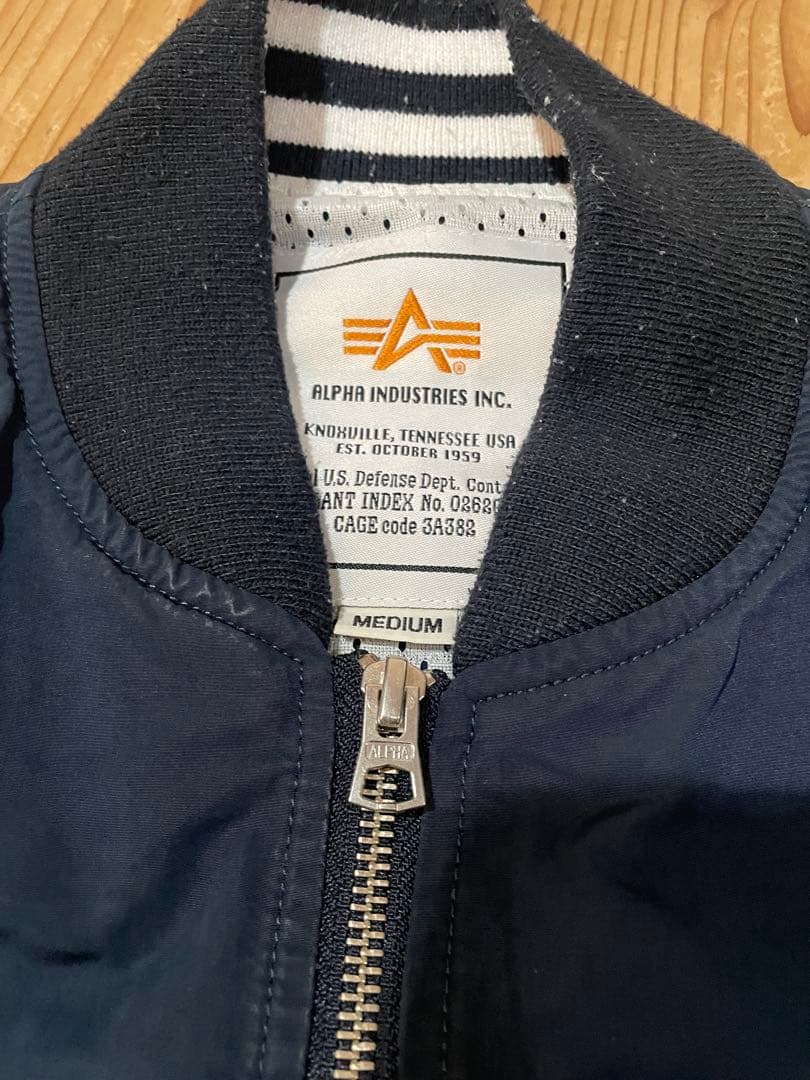 ®
ALPHA INDUSTRIES INC.
KNOXVILLE, TENNESSEE USA
EST. OCTOBER 1959
U.S. Defense Dept.
INDEX No.
CAGE code 3A382
MEDIUM
ALPHA